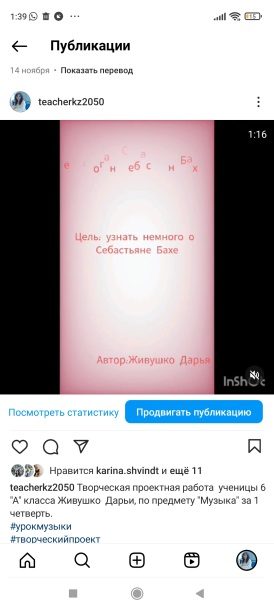 1:39
Публикации
14 ноября • Показать перевод
teacherkz2050
1:16
Цель: узнать немного о
Себастьяне Бахе
Автор:Живушко Дарья
InShot
Посмотреть статистику
Продвигать публикацию
Нравится karina.shvindt и ещё 11
teacherkz2050 Творческая проектная работа ученицы 6
"А" класса Живушко Дарьи, по предмету "Музыка" за 1
четверть.
#урокмузыки
#творческийпроект